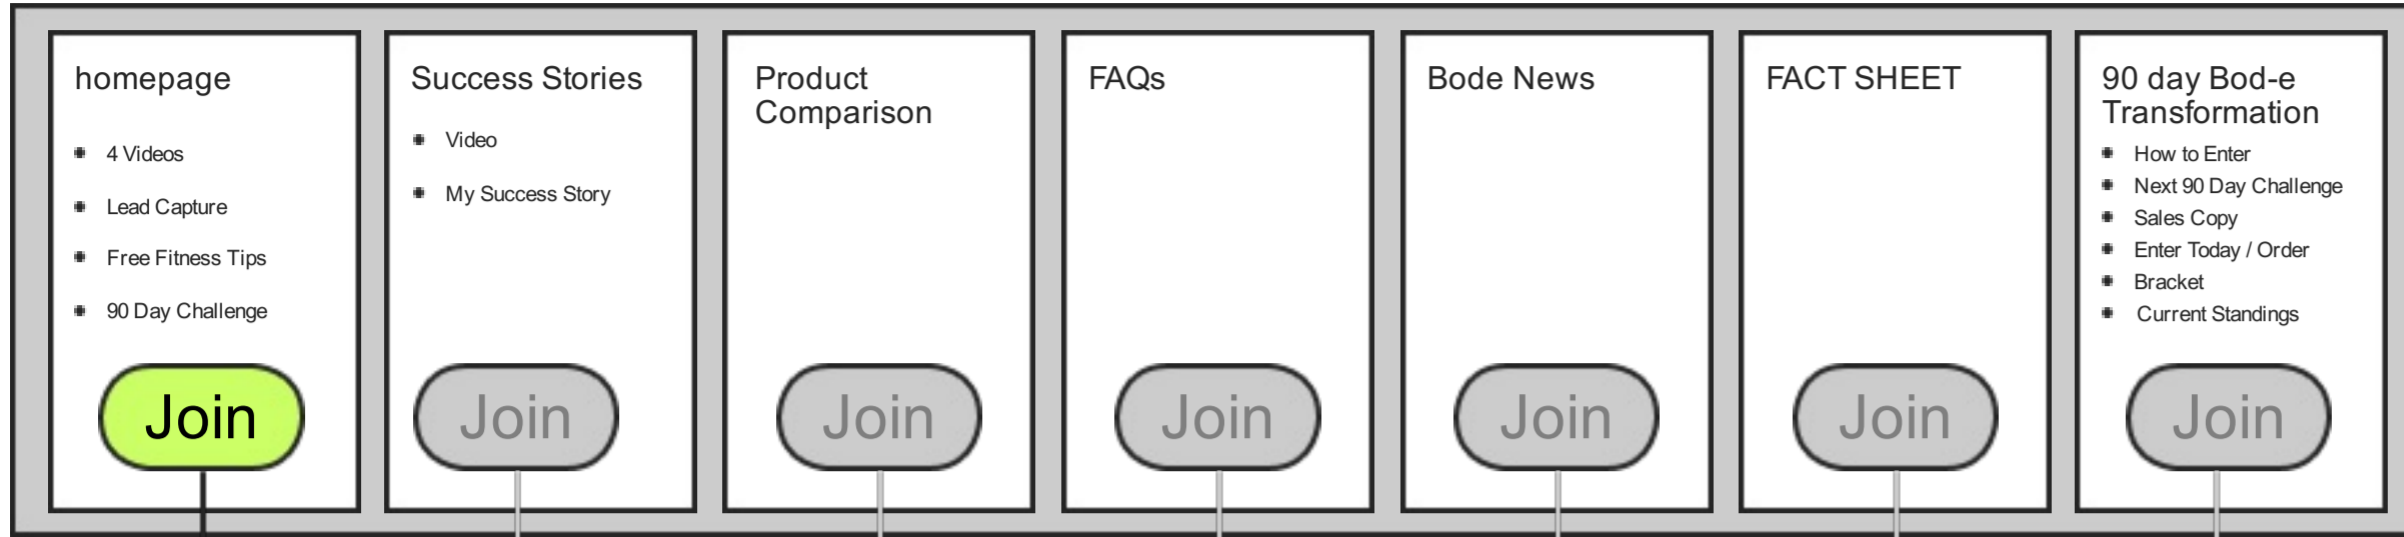 homepage
4 Videos
Lead Capture
Free Fitness Tips
90 Day Challenge
Join
Success Stories
Video
My Success Story
Join
Product
Comparison
Join
FAQs
Join
Bode News
Join
FACT SHEET
Join
90 day Bod-e
Transformation
How to Enter
Next 90 Day Challenge
Sales Copy
Enter Today / Order
Bracket
Current Standings
Join